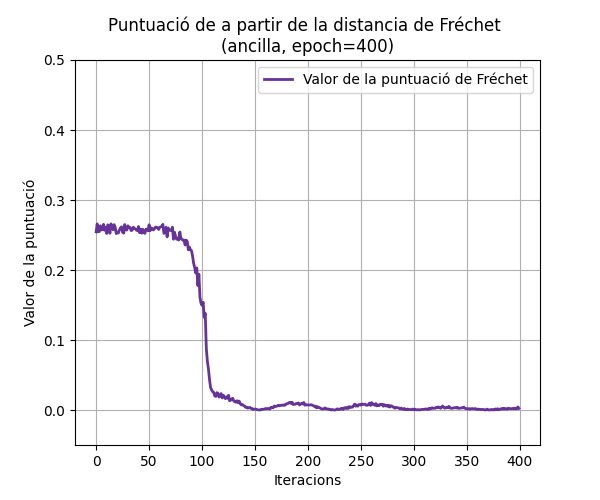 Puntuació de a partir de la distancia de Fréchet
(ancilla, epoch=400)
Valor de la puntuació de Fréchet
Valor de la puntuació
0.5
0.4
0.3
0.2
0.1
0.0
0 50 100 150 200 250 300 350 400
Iteracions